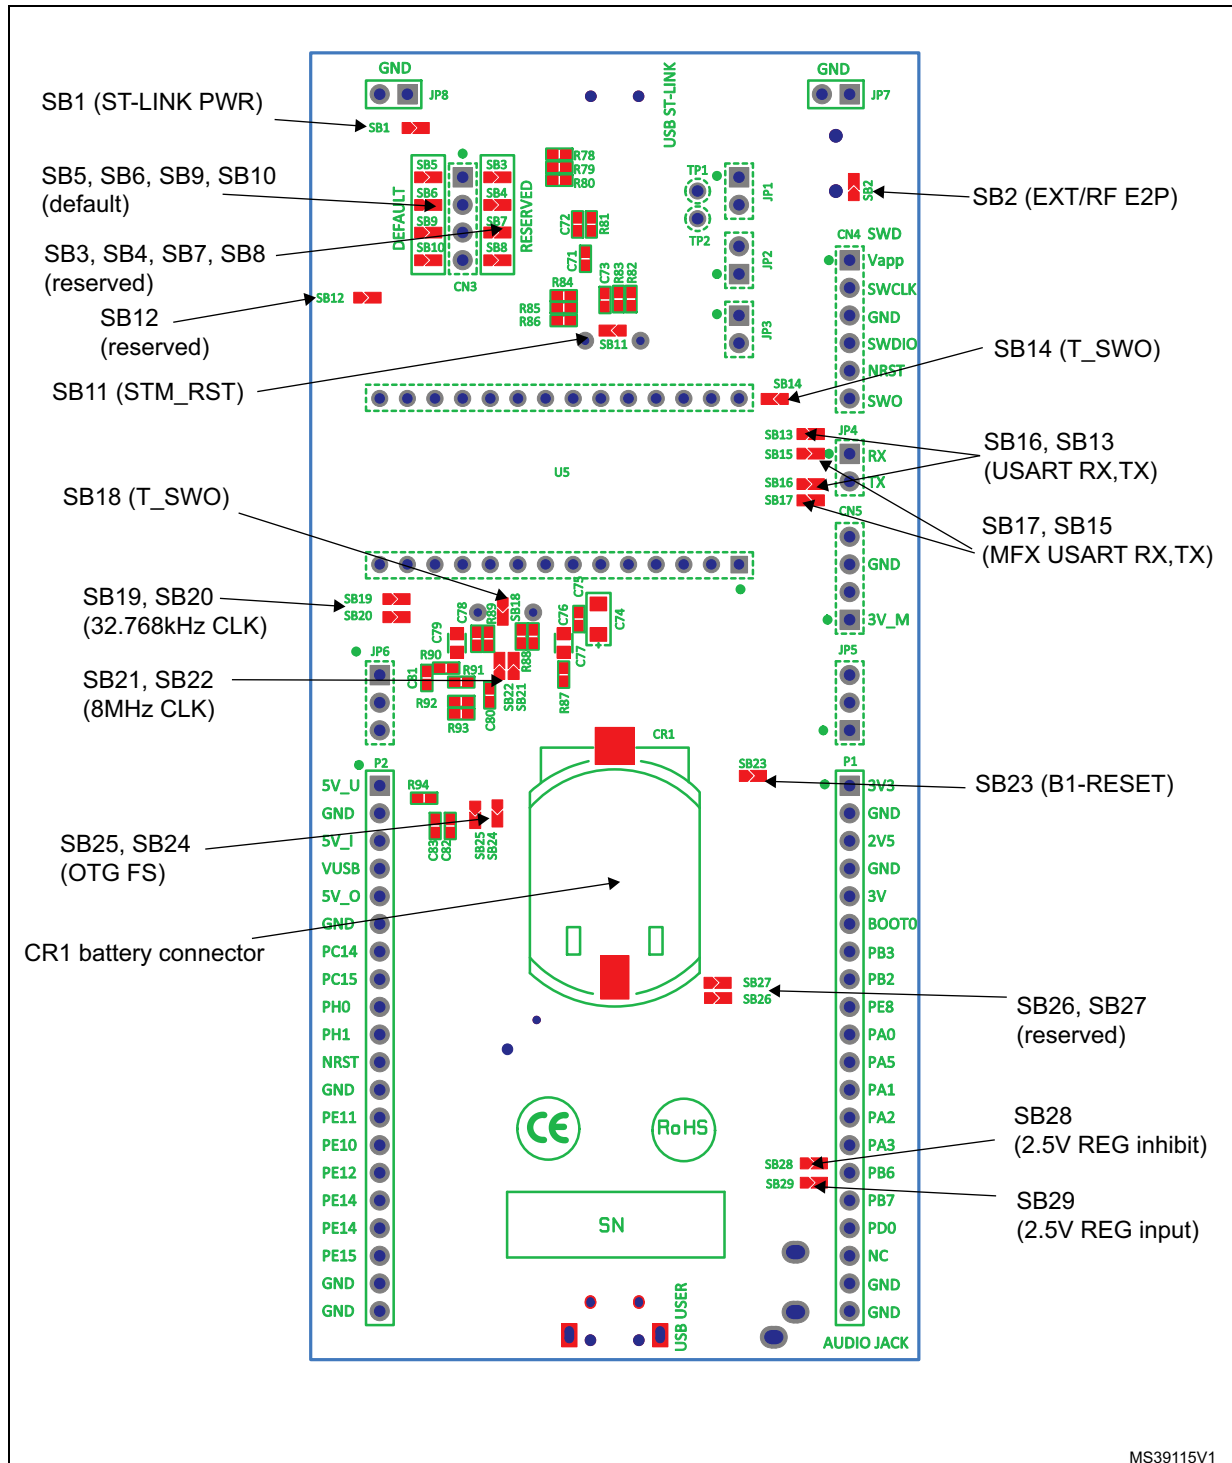 GND
JP8
GND
JP7
USB ST-LINK
SB1 (ST-LINK PWR)
SB1
SB5, SB6, SB9, SB10
(default)
SB3, SB4, SB7, SB8
(reserved)
SB12
(reserved)
SB11 (STM_RST)
DEFAULT
SB5
SB6
SB9
SB10
CN3
SB3
SB4
SB7
SB8
RESERVED
SB12
R78
R79
R80
C72
R81
C71
R84
R85
R86
C73
R83
R82
SB11
TP1
TP2
JP1
JP2
JP3
SB2
SB2 (EXT/RF E2P)
CN4
SWD
Vapp
SWCLK
GND
SWDIO
NRST
SWO
SB14 (T_SWO)
SB14
SB13
SB15
SB16
SB17
JP4
RX
TX
SB16, SB13
(USART RX,TX)
SB17, SB15
(MFX USART RX,TX)
U5
CN5
GND
3V_M
SB18 (T_SWO)
SB19, SB20
(32.768kHz CLK)
SB21, SB22
(8MHz CLK)
SB19
SB20
C79
C78
R89
SB18
R88
C76
C75
C74
C77
R87
R90
R91
C81
R92
R93
C80
SB22
SB21
JP6
JP5
CR1
SB23
SB23 (B1-RESET)
P2
5V_U
GND
5V_I
VUSB
5V_O
GND
PC14
PC15
PH0
PH1
NRST
GND
PE11
PE10
PE12
PE14
PE14
PE15
GND
GND
R94
C83
C82
SB25
SB24
SB25, SB24
(OTG FS)
CR1 battery connector
P1
3V3
GND
2V5
GND
3V
BOOT0
PB3
PB2
PE8
PA0
PA5
PA1
PA2
PA3
PB6
PB7
PD0
NC
GND
GND
SB27
SB26
SB26, SB27
(reserved)
CE
RoHS
SB28
SB29
SB28
(2.5V REG inhibit)
SB29
(2.5V REG input)
SN
USB USER
AUDIO JACK
MS39115V1